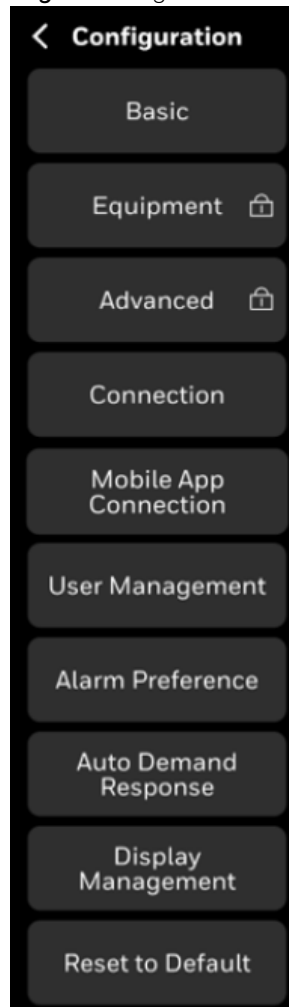 Configuration
Basic
Equipment
Advanced
Connection
Mobile App
Connection
User Management
Alarm Preference
Auto Demand
Response
Display
Management
Reset to Default